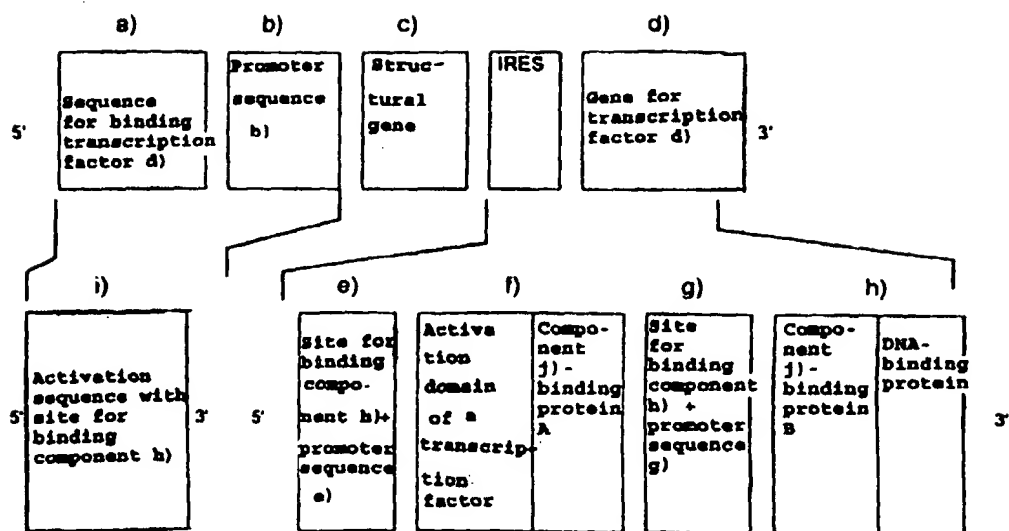 a)
b)
c)
d)
5'
Sequence
for binding
transcription
factor d)
Promoter
sequence
b)
Struc-
tural
gene
IRES
Gene for
transcription
factor d)
3'
i)
e)
f)
g)
h)
5'
Activation
sequence with
site for
binding
component h)
3'
5'
Site for
binding
compo-
nent h)+
promoter
sequence
e)
Activa
tion
domain
of a
transcrip-
tion
factor
Compo-
nent
j)-
binding
protein
A
Site
for
binding
component
h) +
promoter
sequence
g)
Compo-
nent
j)-
binding
protein
B
DNA-
binding
protein
3'